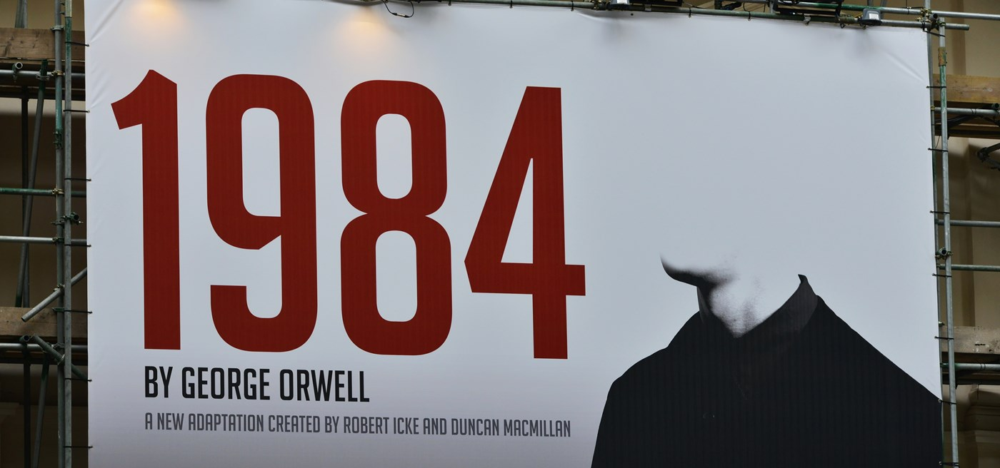 1984
BY GEORGE ORWELL
A NEW ADAPTATION CREATED BY ROBERT ICKE AND DUNCAN MACMILLAN